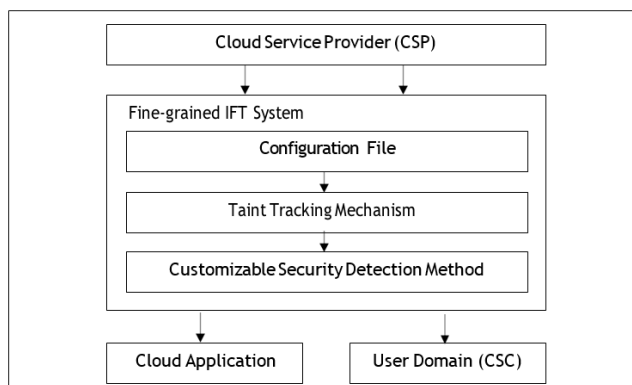 Cloud Service Provider (CSP)
Fine-grained IFT System
Configuration File
Taint Tracking Mechanism
Customizable Security Detection Method
Cloud Application
User Domain (CSC)